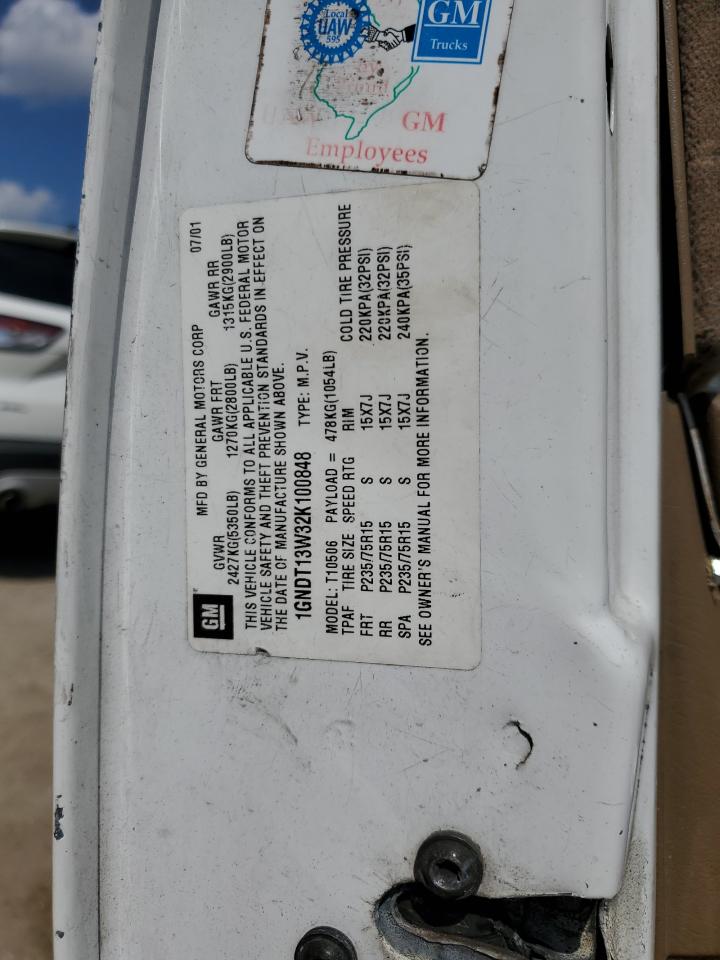 Local
UAW
595
GM
Trucks
by
GM
Employees
GM
MFD BY GENERAL MOTORS CORP 07/01
GVWR GAWR FRT GAWR RR
2427KG(5350LB) 1270KG(2800LB) 1315KG(2900LB)
THIS VEHICLE CONFORMS TO ALL APPLICABLE U.S. FEDERAL MOTOR
VEHICLE SAFETY AND THEFT PREVENTION STANDARDS IN EFFECT ON
THE DATE OF MANUFACTURE SHOWN ABOVE.
1GNDT13W32K100848 TYPE: M.P.V.
MODEL: T10506 PAYLOAD = 478KG(1054LB)
TPAF TIRE SIZE SPEED RTG RIM COLD TIRE PRESSURE
FRT P235/75R15 S 15X7J 220KPA(32PSI)
RR P235/75R15 S 15X7J 220KPA(32PSI)
SPA P235/75R15 S 15X7J 240KPA(35PSI)
SEE OWNER'S MANUAL FOR MORE INFORMATION.